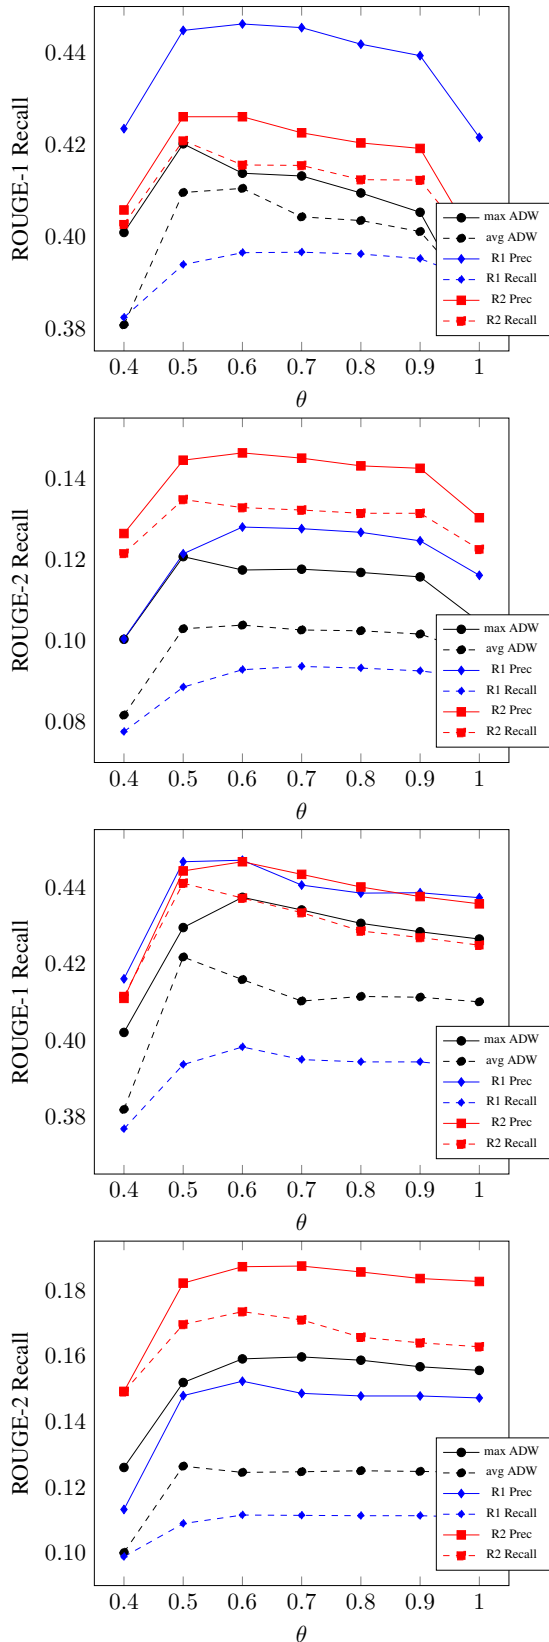 0.44
0.42
0.40
0.38
ROUGE-1 Recall
max ADW
avg ADW
R1 Prec
R1 Recall
R2 Prec
R2 Recall
0.4 0.5 0.6 0.7 0.8 0.9 1
θ
0.14
0.12
0.10
0.08
ROUGE-2 Recall
max ADW
avg ADW
R1 Prec
R1 Recall
R2 Prec
R2 Recall
0.4 0.5 0.6 0.7 0.8 0.9 1
θ
0.44
0.42
0.40
0.38
ROUGE-1 Recall
max ADW
avg ADW
R1 Prec
R1 Recall
R2 Prec
R2 Recall
0.4 0.5 0.6 0.7 0.8 0.9 1
θ
0.18
0.16
0.14
0.12
0.10
ROUGE-2 Recall
max ADW
avg ADW
R1 Prec
R1 Recall
R2 Prec
R2 Recall
0.4 0.5 0.6 0.7 0.8 0.9 1
θ